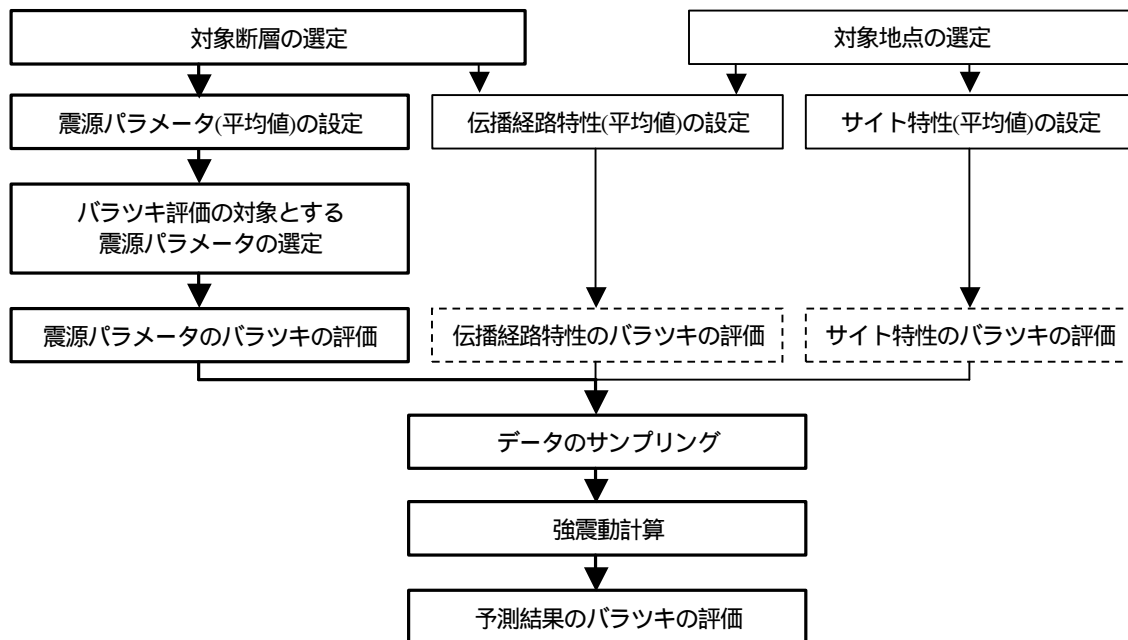 対象断層の選定
対象地点の選定
震源パラメータ(平均値)の設定
伝播経路特性(平均値)の設定
サイト特性(平均値)の設定
バラツキ評価の対象とする
震源パラメータの選定
震源パラメータのバラツキの評価
伝播経路特性のバラツキの評価
サイト特性のバラツキの評価
データのサンプリング
強震動計算
予測結果のバラツキの評価